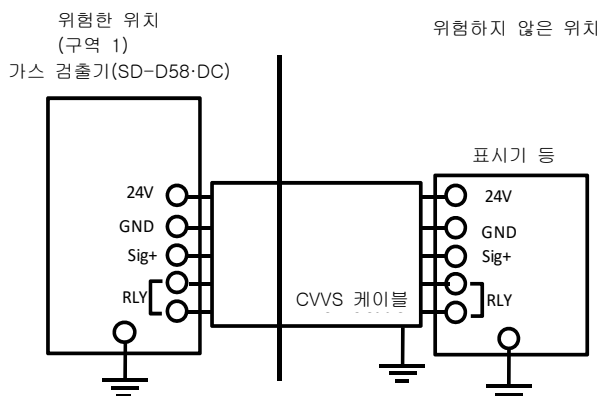 위험한 위치
(구역 1)
가스 검출기(SD-D58·DC)
위험하지 않은 위치
표시기 등
24V
GND
Sig+
RLY
CVVS 케이블
24V
GND
Sig+
RLY